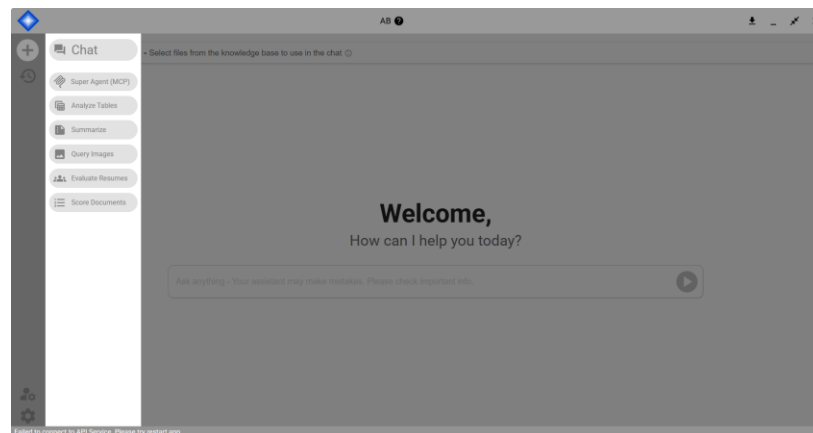 AB ?
Chat
- Select files from the knowledge base to use in the chat
Super Agent (MCP)
Analyze Tables
Summarize
Query Images
Evaluate Resumes
Score Documents
Welcome,
How can I help you today?
Ask anything - Your assistant may make mistakes. Please check important info.
Failed to connect to API Service. Please try restart app.